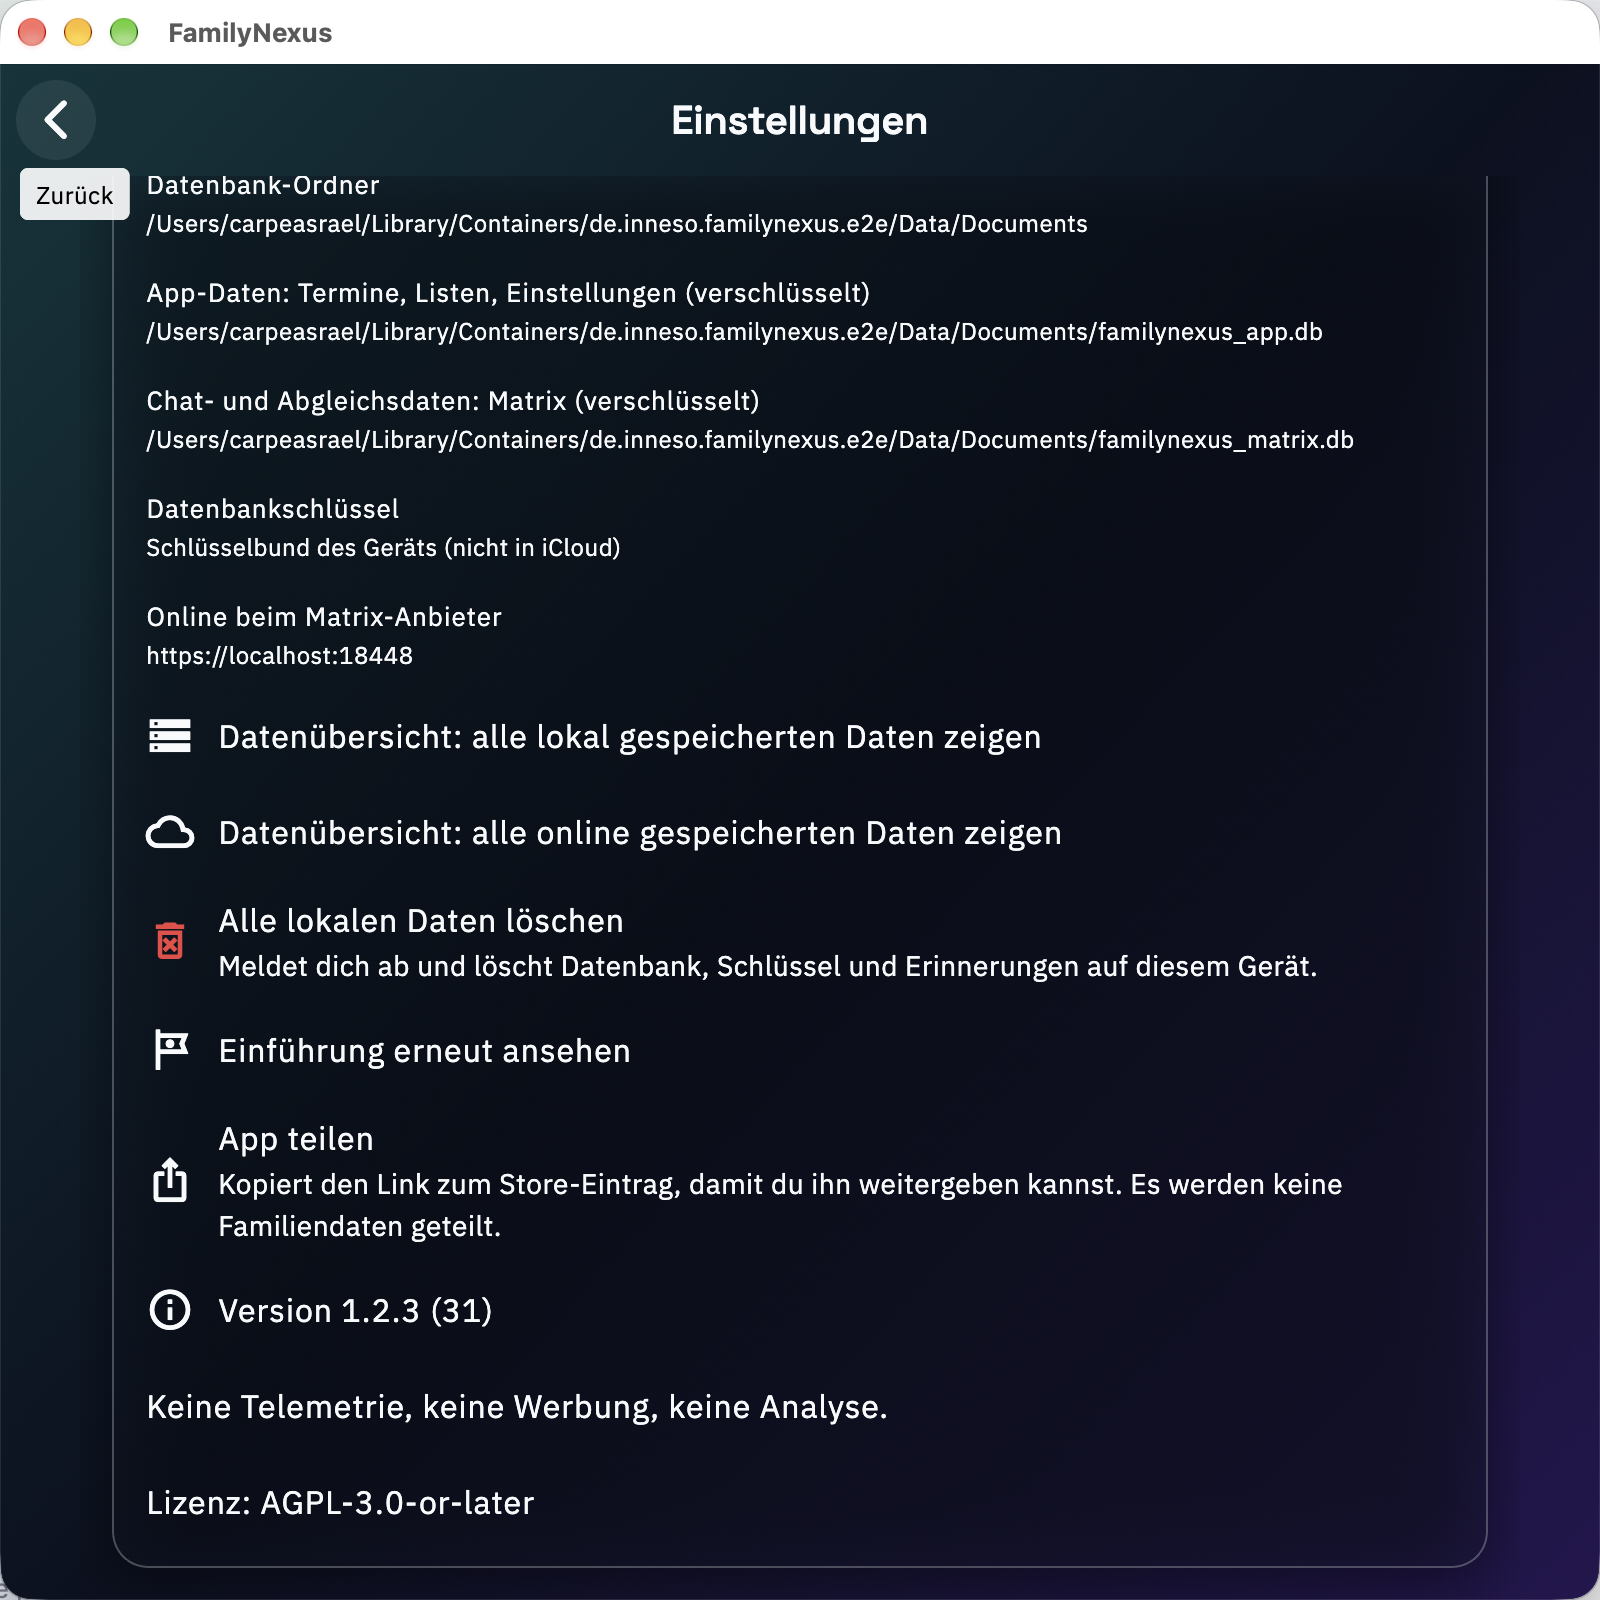 FamilyNexus
Einstellungen
Zurück
Datenbank-Ordner
/Users/carpeasrael/Library/Containers/de.inneso.familynexus.e2e/Data/Documents
App-Daten: Termine, Listen, Einstellungen (verschlüsselt)
/Users/carpeasrael/Library/Containers/de.inneso.familynexus.e2e/Data/Documents/familynexus_app.db
Chat- und Abgleichsdaten: Matrix (verschlüsselt)
/Users/carpeasrael/Library/Containers/de.inneso.familynexus.e2e/Data/Documents/familynexus_matrix.db
Datenbankschlüssel
Schlüsselbund des Geräts (nicht in iCloud)
Online beim Matrix-Anbieter
https://localhost:18448
Datenübersicht: alle lokal gespeicherten Daten zeigen
Datenübersicht: alle online gespeicherten Daten zeigen
Alle lokalen Daten löschen
Meldet dich ab und löscht Datenbank, Schlüssel und Erinnerungen auf diesem Gerät.
Einführung erneut ansehen
App teilen
Kopiert den Link zum Store-Eintrag, damit du ihn weitergeben kannst. Es werden keine
Familiendaten geteilt.
Version 1.2.3 (31)
Keine Telemetrie, keine Werbung, keine Analyse.
Lizenz: AGPL-3.0-or-later